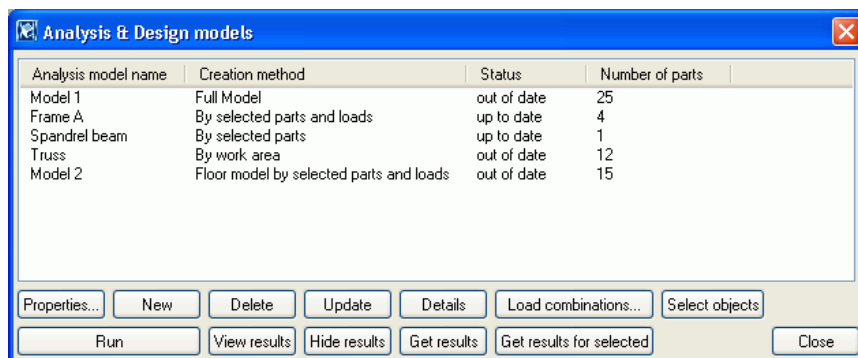 Analysis & Design models
Analysis model name Creation method Status Number of parts
Model 1 Full Model out of date 25
Frame A By selected parts and loads up to date 4
Spandrel beam By selected parts up to date 1
Truss By work area out of date 12
Model 2 Floor model by selected parts and loads out of date 15
Properties... New Delete Update Details Load combinations... Select objects
Run View results Hide results Get results Get results for selected Close